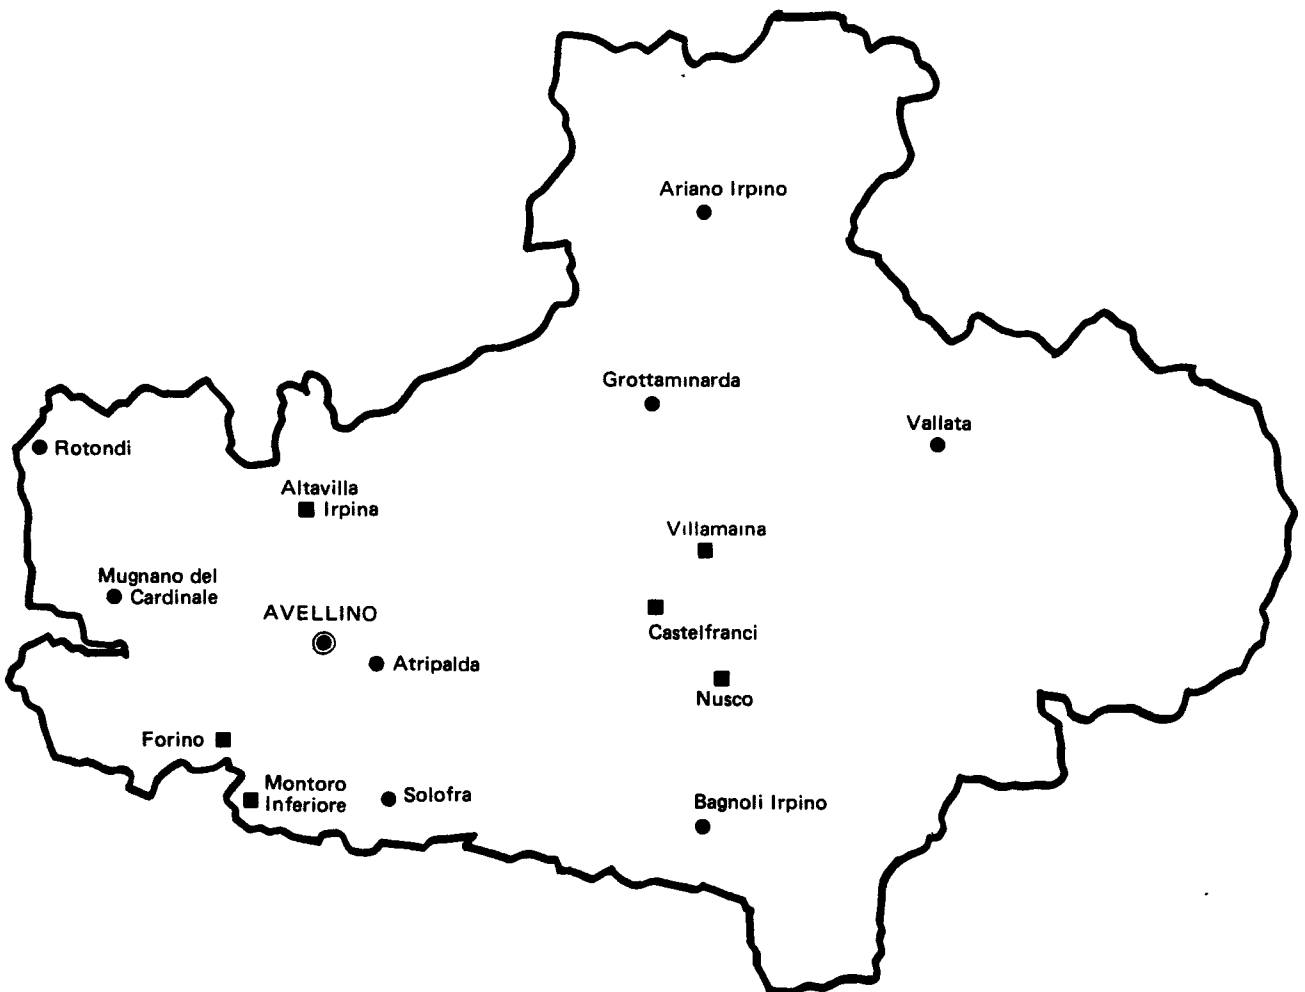 Ariano Irpino
Grottaminarda
Vallata
Rotondi
Altavilla
Irpina
Villamaina
Mugnano del
Cardinale
AVELLINO
Castelfranci
Atripalda
Nusco
Forino
Montoro
Inferiore
Solofra
Bagnoli Irpino